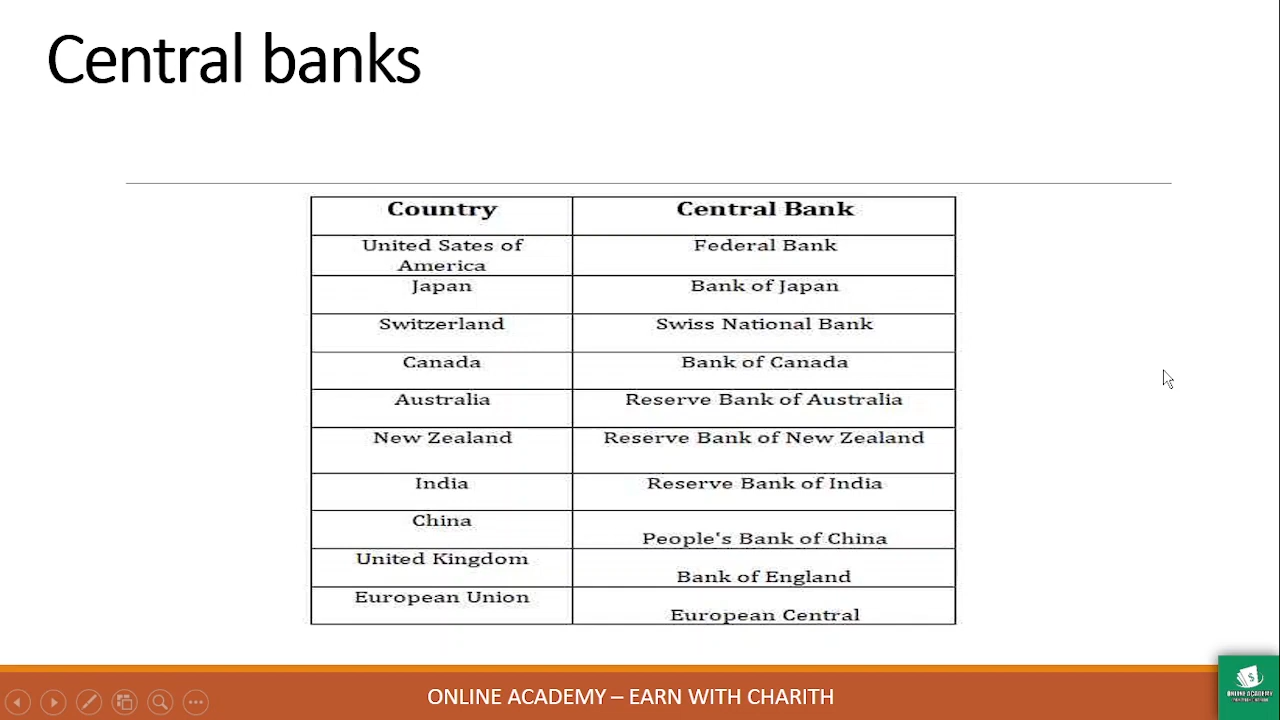 Central banks
Country Central Bank
United Sates of Federal Bank
America
Japan Bank of Japan
Switzerland Swiss National Bank
Canada Bank of Canada
Australia Reserve Bank of Australia
New Zealand Reserve Bank of New Zealand
India Reserve Bank of India
China People's Bank of China
United Kingdom Bank of England
European Union European Central
ONLINE ACADEMY – EARN WITH CHARITH
ONLINE ACADEMY